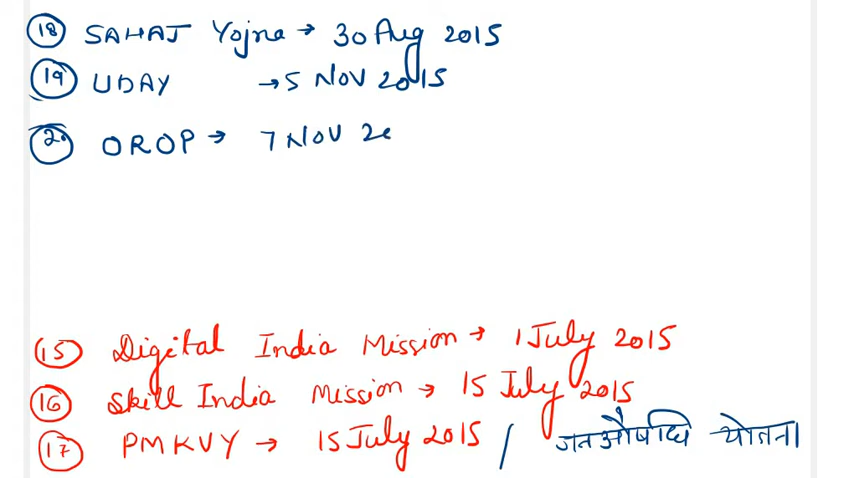 18 SAHAJ Yojna → 30 Aug 2015
19 UDAY → 5 Nov 2015
20 OROP → 7 NOV 20
15 Digital India Mission → 1 July 2015
16 Skill India Mission → 15 July 2015
17 PMKVY → 15 July 2015 / जनऔषधि योजना